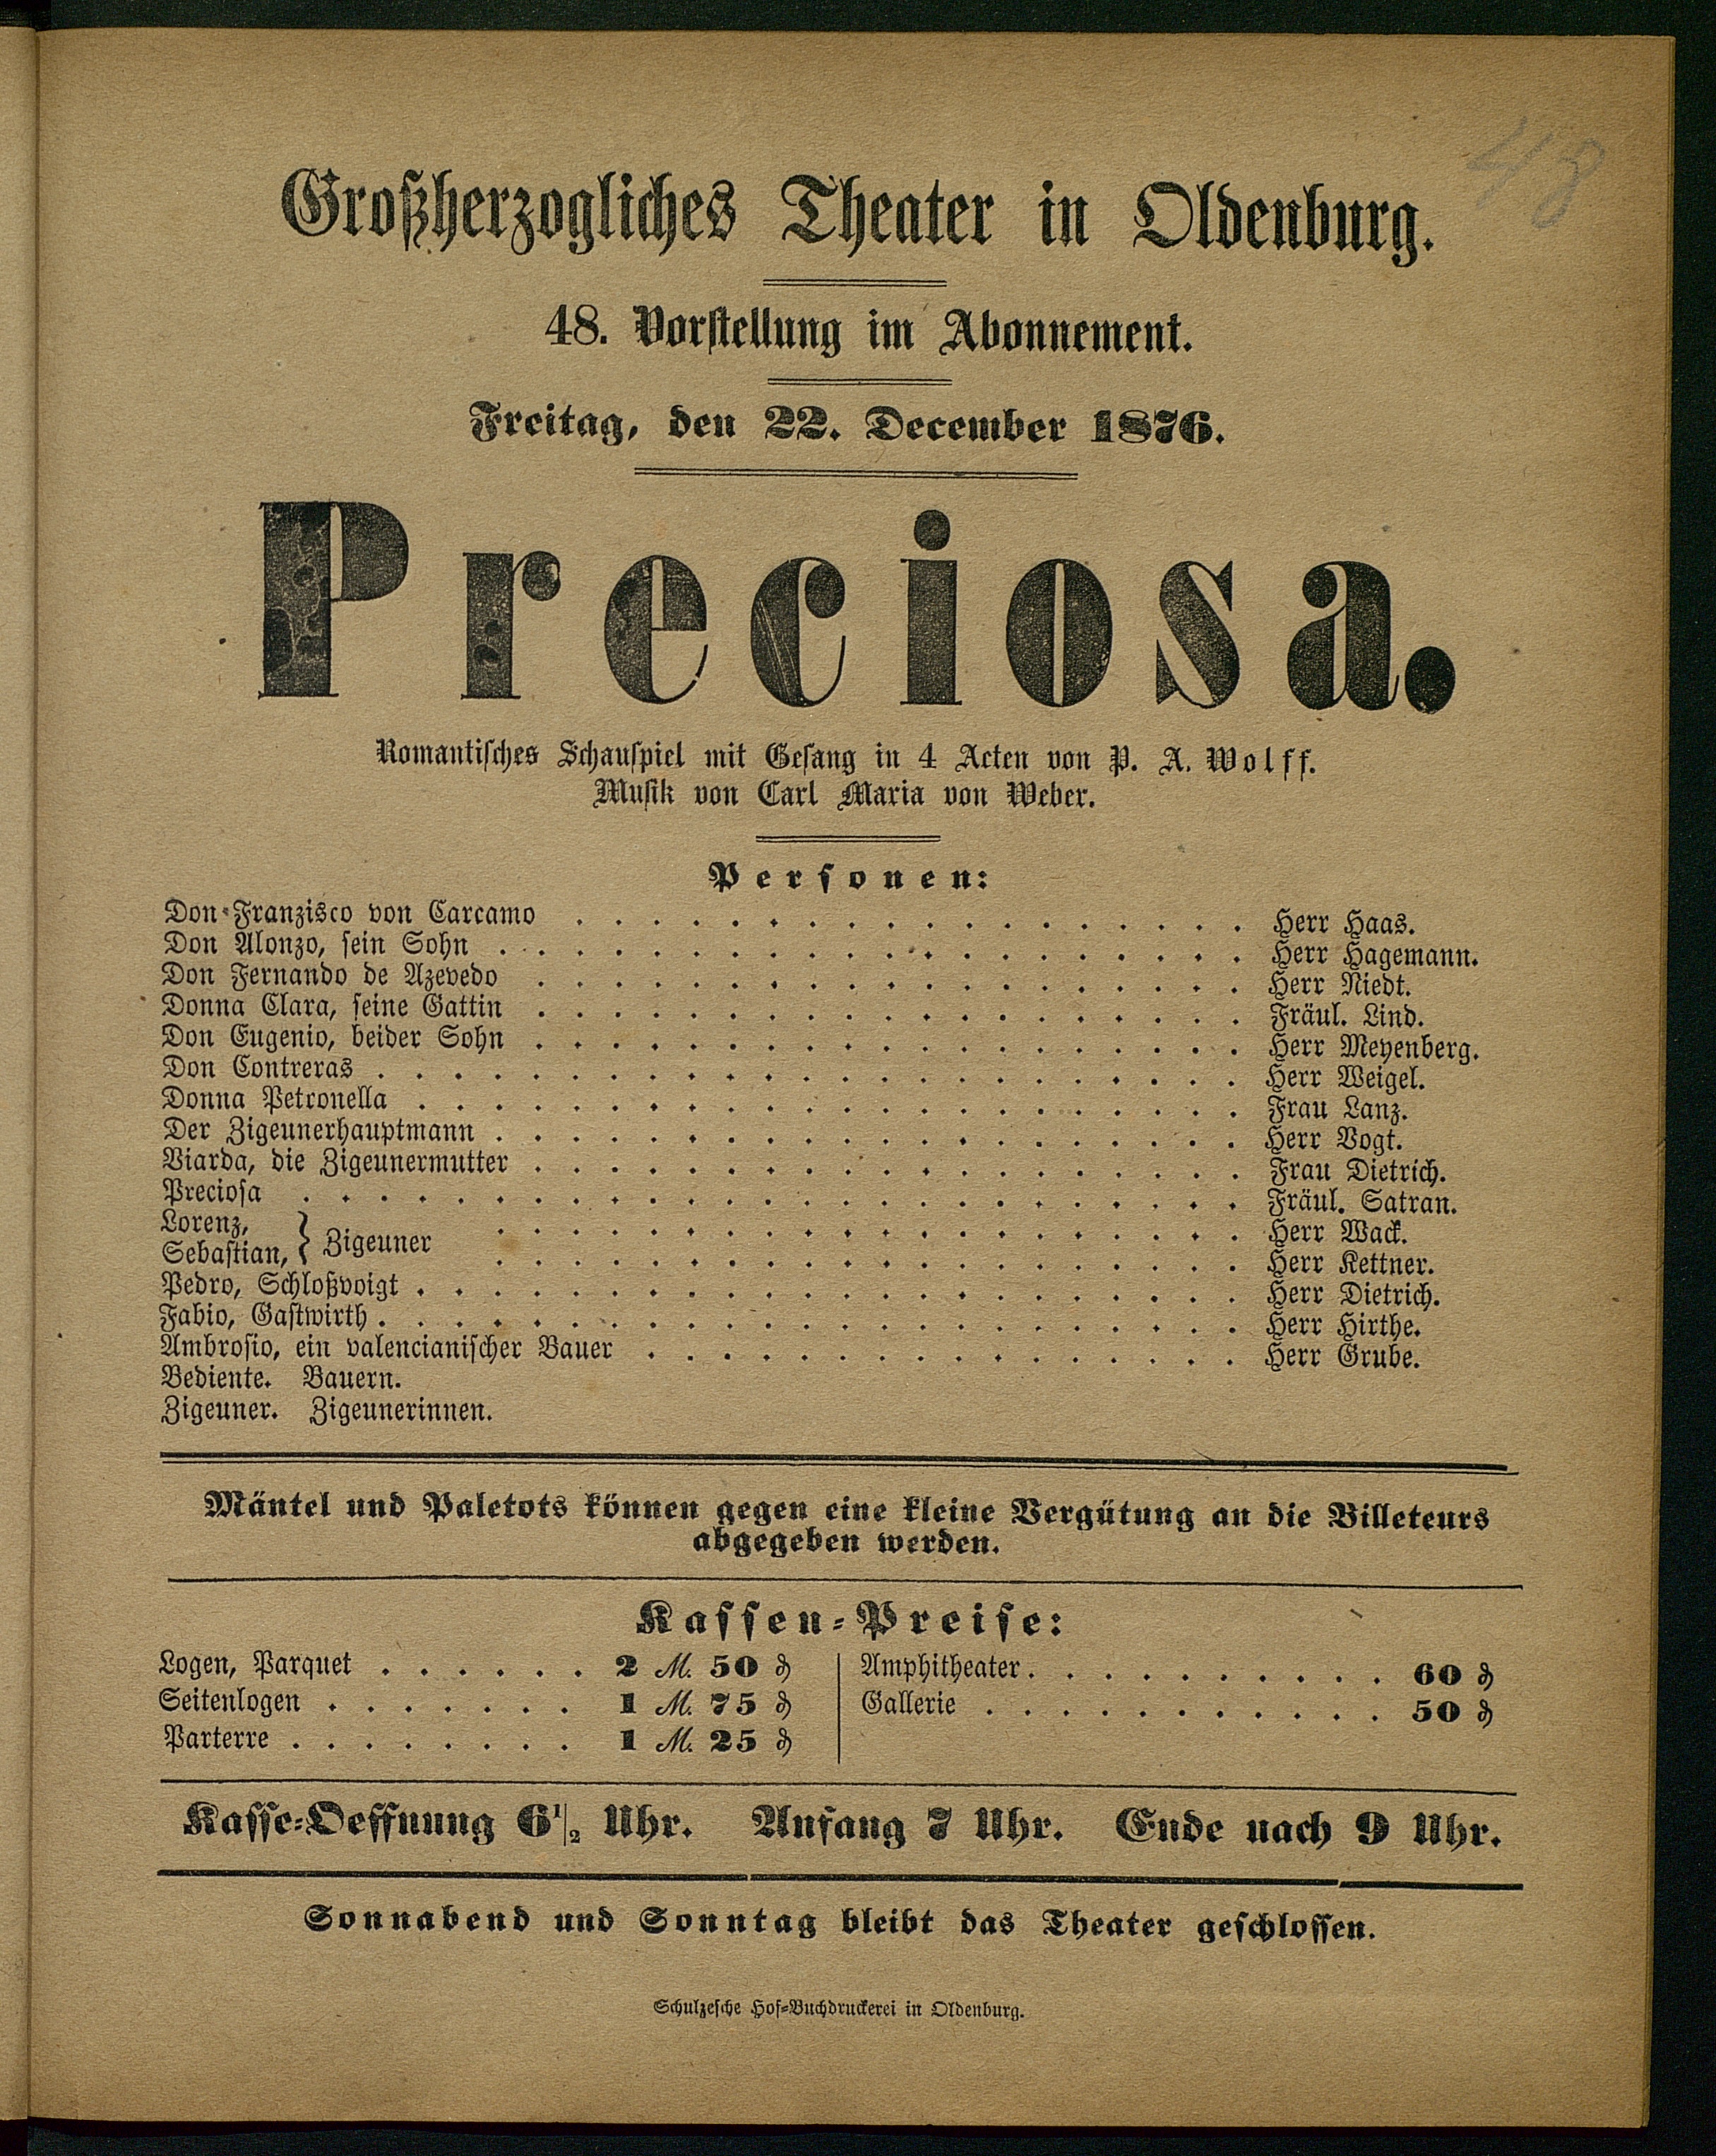 48
Großherzogliches Theater in Oldenburg.
48. Vorstellung im Abonnement.
Freitag, den 22. December 1876.
Preciosa.
Romantisches Schauspiel mit Gesang in 4 Acten von P. A. Wolff.
Musik von Carl Maria von Weber.
Personen:
Don Franzisco von Carcamo . . . . . . . . . . . . . . . . . . Herr Haas.
Don Alonzo, sein Sohn . . . . . . . . . . . . . . . . . . . . Herr Hagemann.
Don Fernando de Azevedo . . . . . . . . . . . . . . . . . . . Herr Niedt.
Donna Clara, seine Gattin . . . . . . . . . . . . . . . . . . . Fräul. Lind.
Don Eugenio, beider Sohn . . . . . . . . . . . . . . . . . . . Herr Meyenberg.
Don Contreras . . . . . . . . . . . . . . . . . . . . . . . Herr Weigel.
Donna Petronella . . . . . . . . . . . . . . . . . . . . . . Frau Lanz.
Der Zigeunerhauptmann . . . . . . . . . . . . . . . . . . . . Herr Vogt.
Viarda, die Zigeunermutter . . . . . . . . . . . . . . . . . . . Frau Dietrich.
Preciosa . . . . . . . . . . . . . . . . . . . . . . . . . Fräul. Satran.
Lorenz, } Zigeuner . . . . . . . . . . . . . . . . . . . . Herr Wack.
Sebastian, . . . . . . . . . . . . . . . . . . . . Herr Kettner.
Pedro, Schloßvoigt . . . . . . . . . . . . . . . . . . . . . . Herr Dietrich.
Fabio, Gastwirth . . . . . . . . . . . . . . . . . . . . . . . Herr Hirthe.
Ambrosio, ein valencianischer Bauer . . . . . . . . . . . . . . . . Herr Grube.
Bediente. Bauern.
Zigeuner. Zigeunerinnen.
Mäntel und Paletots können gegen eine kleine Vergütung an die Billeteurs
abgegeben werden.
Kassen-Preise:
Logen, Parquet . . . . . . 2 M. 50 ₰
Seitenlogen . . . . . . . 1 M. 75 ₰
Parterre . . . . . . . . 1 M. 25 ₰
Amphitheater . . . . . . . . . . 60 ₰
Gallerie . . . . . . . . . . . 50 ₰
Kasse-Oeffnung 6 1/2 Uhr. Anfang 7 Uhr. Ende nach 9 Uhr.
Sonnabend und Sonntag bleibt das Theater geschlossen.
Schulzesche Hof-Buchdruckerei in Oldenburg.